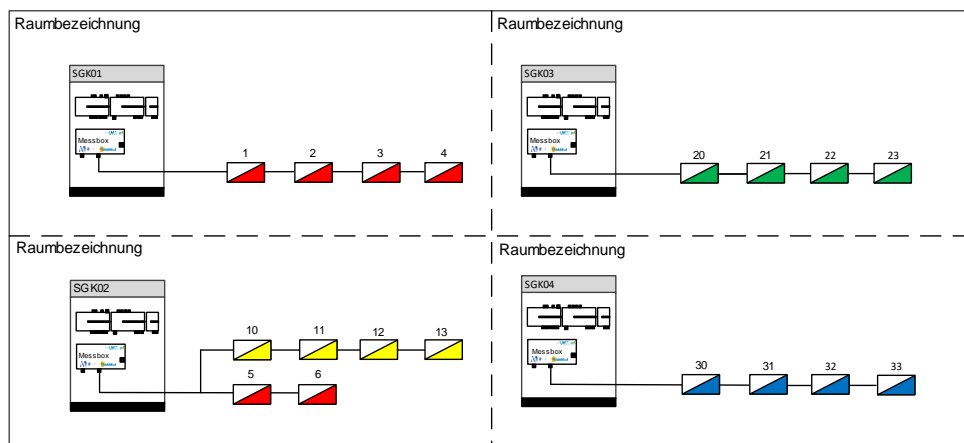 Raumbezeichnung
SGK01
Messbox
1 2 3 4
Raumbezeichnung
SGK03
Messbox
20 21 22 23
Raumbezeichnung
SGK02
Messbox
10 11 12 13
5 6
Raumbezeichnung
SGK04
Messbox
30 31 32 33